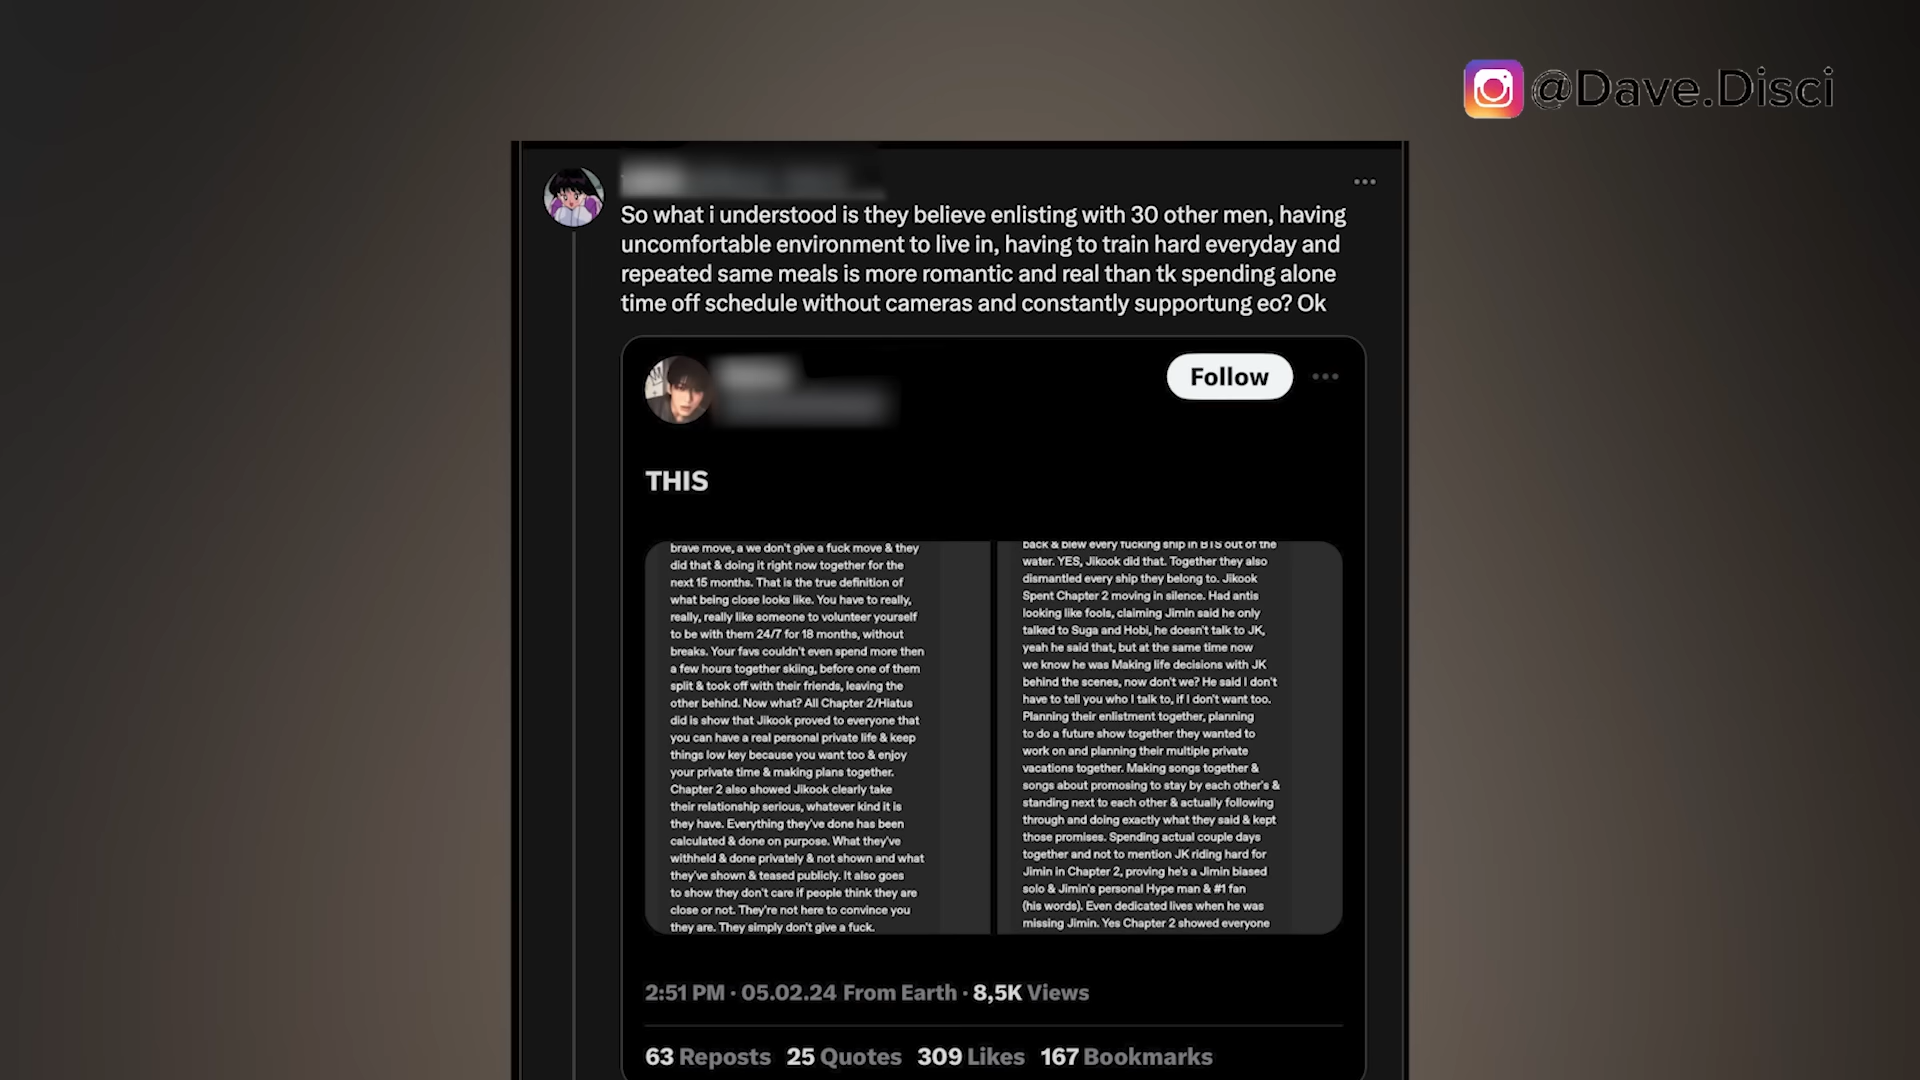 @Dave.Disci
So what i understood is they believe enlisting with 30 other men, having
uncomfortable environment to live in, having to train hard everyday and
repeated same meals is more romantic and real than tk spending alone
time off schedule without cameras and constantly supportung eo? Ok
Follow
THIS
brave move, a we don't give a fuck move & they
did that & doing it right now together for the
next 15 months. That is the true definition of
what being close looks like. You have to really,
really, really like someone to volunteer yourself
to be with them 24/7 for 18 months, without
breaks. Your favs couldn't even spend more then
a few hours together skiing, before one of them
split & took off with their friends, leaving the
other behind. Now what? All Chapter 2/Hiatus
did is show that Jikook proved to everyone that
you can have a real personal private life & keep
things low key because you want too & enjoy
your private time & making plans together.
Chapter 2 also showed Jikook clearly take
their relationship serious, whatever kind it is
they have. Everything they've done has been
calculated & done on purpose. What they've
withheld & done privately & not shown and what
they've shown & teased publicly. It also goes
to show they don't care if people think they are
close or not. They're not here to convince you
they are. They simply don't give a fuck.
back & blew every fucking ship in BTS out of the
water. YES, Jikook did that. Together they also
dismantled every ship they belong to. Jikook
Spent Chapter 2 moving in silence. Had antis
looking like fools, claiming Jimin said he only
talked to Suga and Hobi, he doesn't talk to JK,
yeah he said that, but at the same time now
we know he was Making life decisions with JK
behind the scenes, now don't we? He said I don't
have to tell you who I talk to, if I don't want too.
Planning their enlistment together, planning
to do a future show together they wanted to
work on and planning their multiple private
vacations together. Making songs together &
songs about promosing to stay by each other's &
standing next to each other & actually following
through and doing exactly what they said & kept
those promises. Spending actual couple days
together and not to mention JK riding hard for
Jimin in Chapter 2, proving he's a Jimin biased
solo & Jimin's personal Hype man & #1 fan
(his words). Even dedicated lives when he was
missing Jimin. Yes Chapter 2 showed everyone
2:51 PM · 05.02.24 From Earth · 8,5K Views
63 Reposts 25 Quotes 309 Likes 167 Bookmarks